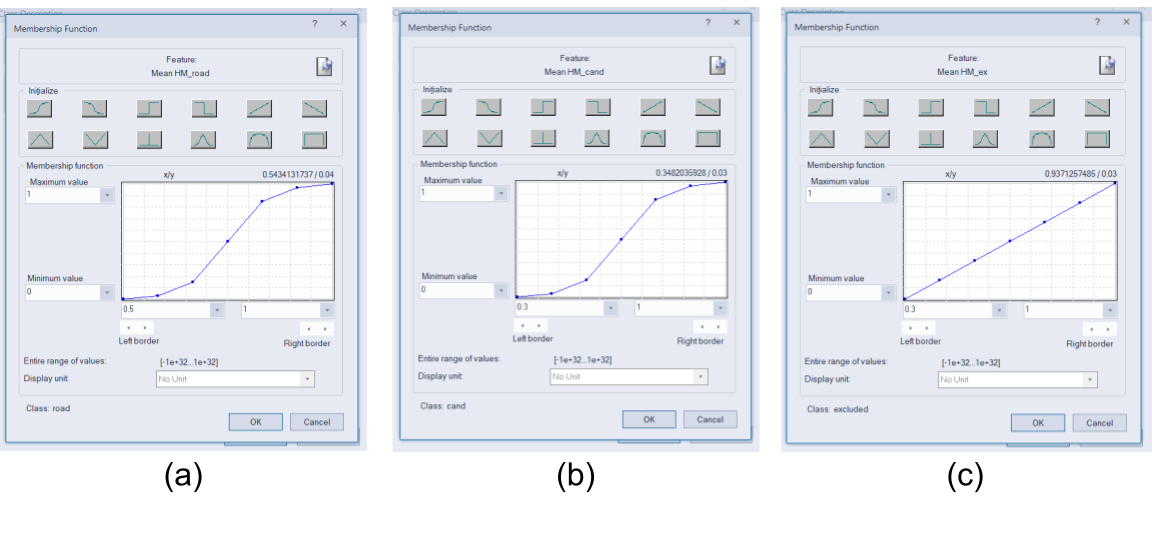 Class Description
Membership Function
? ×
Feature:
Mean HM_road
Initialize
Membership function
Maximum value
x/y
0.5434131737 / 0.04
1
Minimum value
0
0.5
1
Left border
Right border
Entire range of values:
[-1e+32...1e+32]
Display unit
No Unit
Class: road
OK
Cancel
(a)
Class Description
Membership Function
? ×
Feature:
Mean HM_cand
Initialize
Membership function
Maximum value
x/y
0.3482035928 / 0.03
1
Minimum value
0
0.3
1
Left border
Right border
Entire range of values:
[-1e+32...1e+32]
Display unit
No Unit
Class: cand
OK
Cancel
(b)
Class Description
Membership Function
? ×
Feature:
Mean HM_ex
Initialize
Membership function
Maximum value
x/y
0.9371257485 / 0.03
1
Minimum value
0
0.3
1
Left border
Right border
Entire range of values:
[-1e+32...1e+32]
Display unit
No Unit
Class: excluded
OK
Cancel
(c)